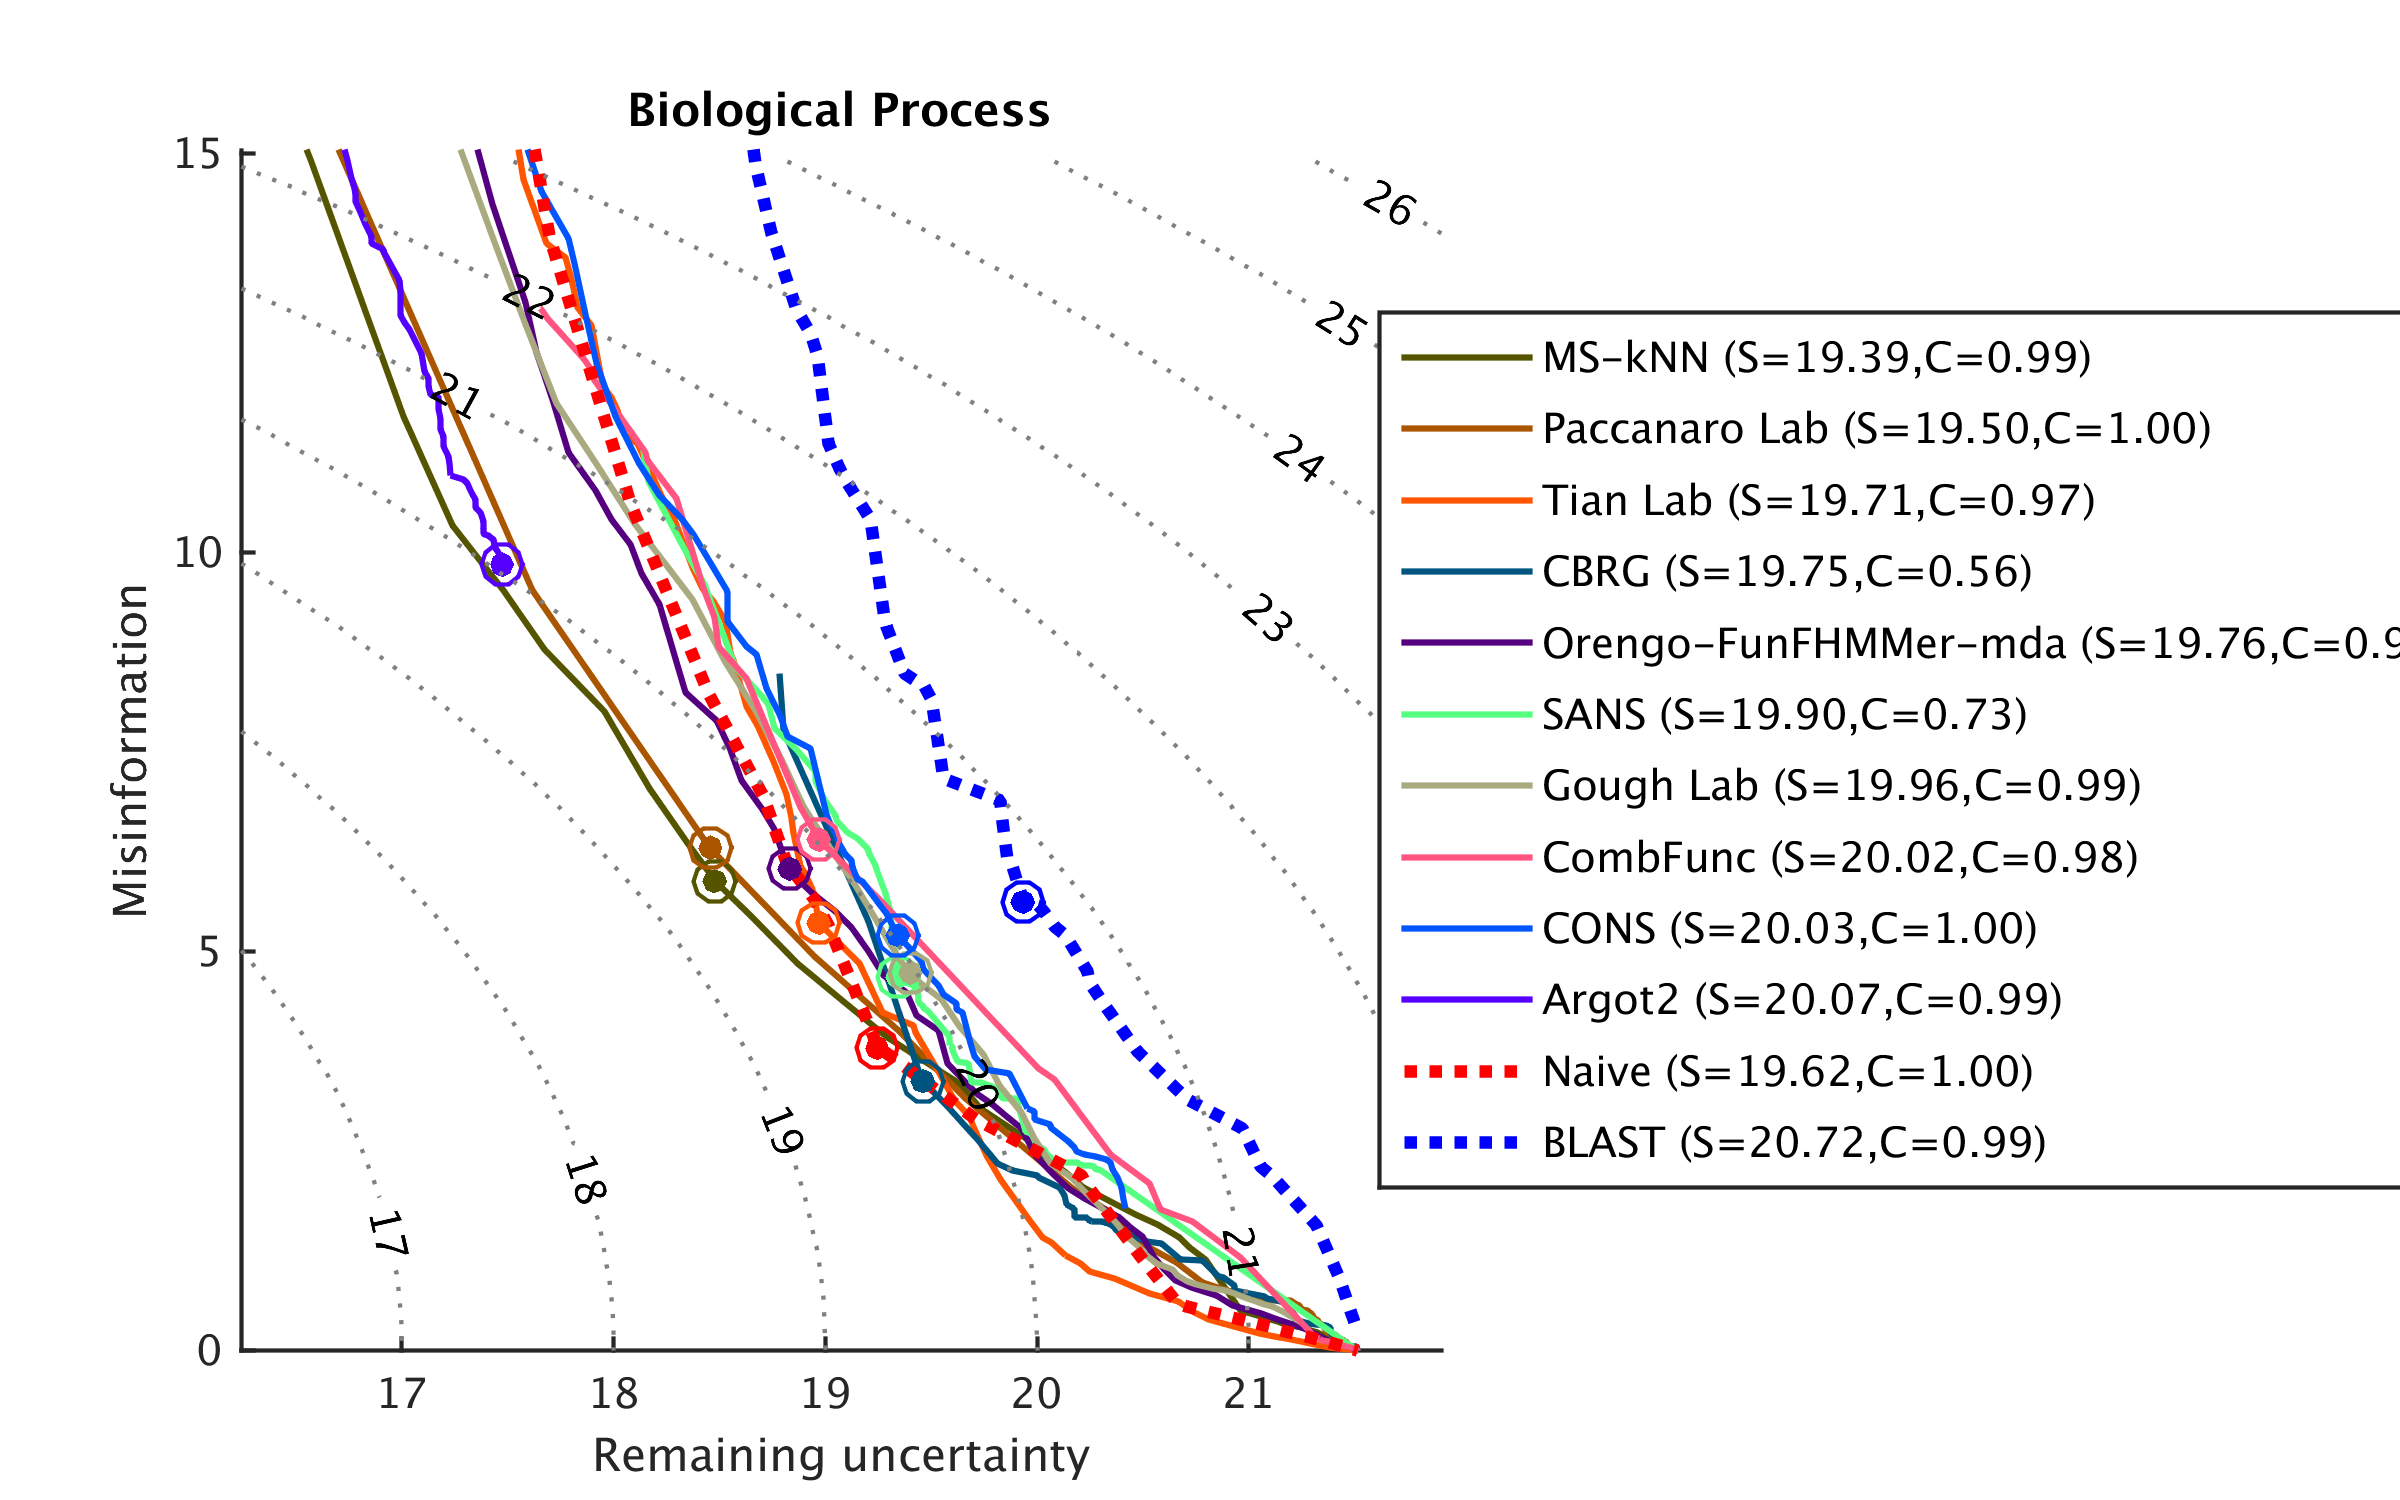 Biological Process
15
10
5
0
Misinformation
17
18
19
20
21
Remaining uncertainty
26
25
24
23
22
21
20
21
19
18
17
MS-kNN (S=19.39,C=0.99)
Paccanaro Lab (S=19.50,C=1.00)
Tian Lab (S=19.71,C=0.97)
CBRG (S=19.75,C=0.56)
Orengo-FunFHMMer-mda (S=19.76,C=0.9
SANS (S=19.90,C=0.73)
Gough Lab (S=19.96,C=0.99)
CombFunc (S=20.02,C=0.98)
CONS (S=20.03,C=1.00)
Argot2 (S=20.07,C=0.99)
Naive (S=19.62,C=1.00)
BLAST (S=20.72,C=0.99)